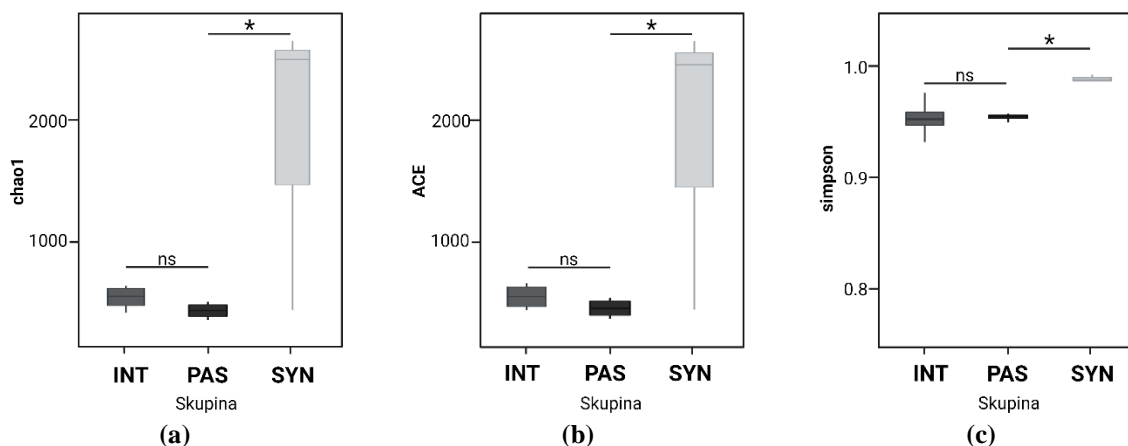 chao1
2000
1000
ns
*
INT PAS SYN
Skupina
(a)
ACE
2000
1000
ns
*
INT PAS SYN
Skupina
(b)
simpson
1.0
0.9
0.8
ns
*
INT PAS SYN
Skupina
(c)